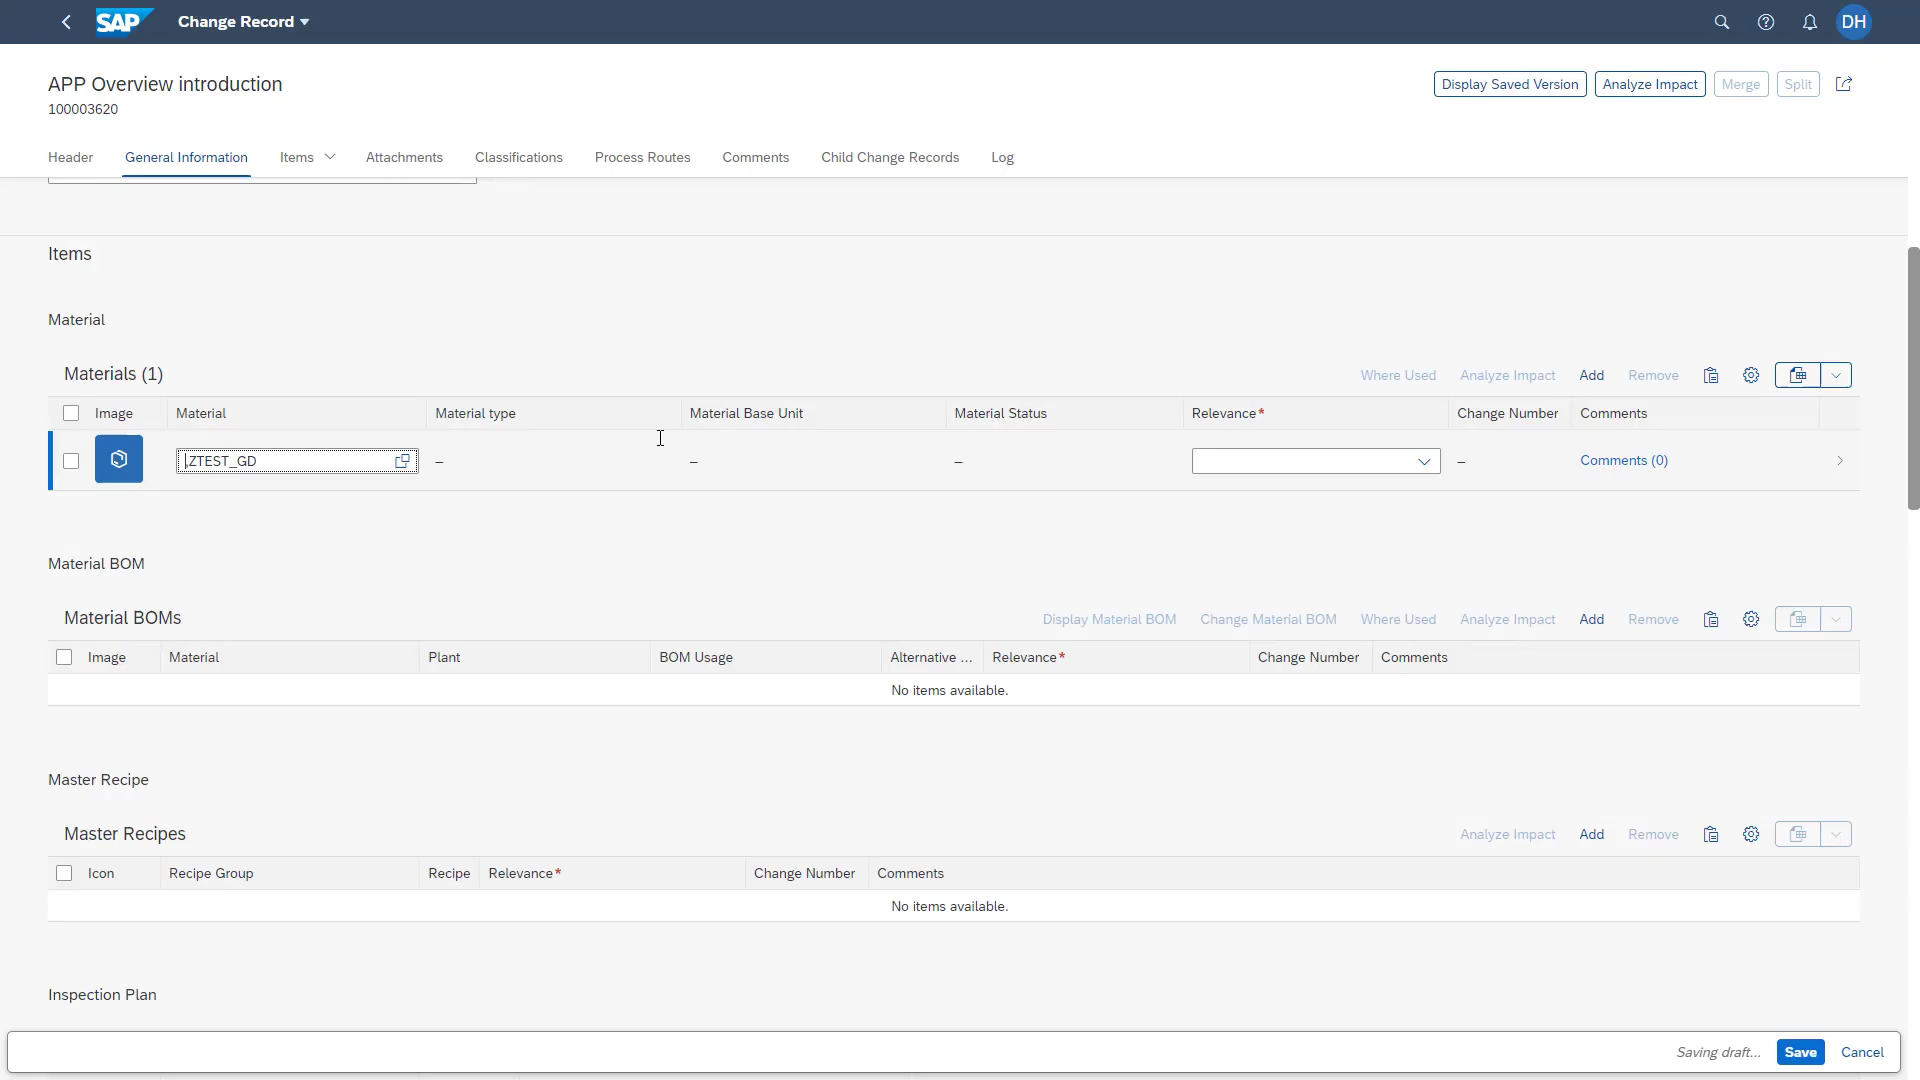 SAP Change Record DH
APP Overview introduction Display Saved Version Analyze Impact Merge Split
100003620
Header General Information Items Attachments Classifications Process Routes Comments Child Change Records Log
Items
Material
Materials (1) Where Used Analyze Impact Add Remove
Image Material Material type Material Base Unit Material Status Relevance* Change Number Comments
,ZTEST_GD – – – – Comments (0)
Material BOM
Material BOMs Display Material BOM Change Material BOM Where Used Analyze Impact Add Remove
Image Material Plant BOM Usage Alternative ... Relevance* Change Number Comments
No items available.
Master Recipe
Master Recipes Analyze Impact Add Remove
Icon Recipe Group Recipe Relevance* Change Number Comments
No items available.
Inspection Plan
Saving draft... Save Cancel